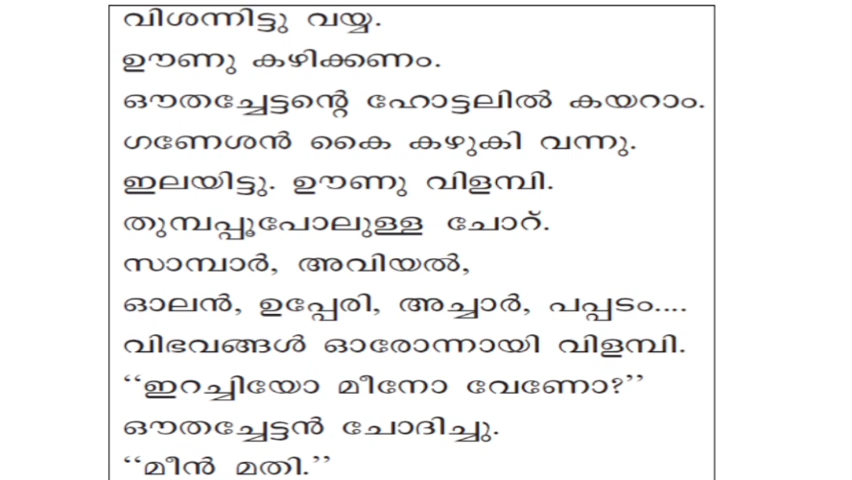 വിശന്നിട്ടു വയ്യ.
ഊണു കഴിക്കണം.
ഔതച്ചേട്ടന്റെ ഹോട്ടലിൽ കയറാം.
ഗണേശൻ കൈ കഴുകി വന്നു.
ഇലയിട്ടു. ഊണു വിളമ്പി.
തുമ്പപ്പൂപോലുള്ള ചോറ്.
സാമ്പാർ, അവിയൽ,
ഓലൻ, ഉപ്പേരി, അച്ചാർ, പപ്പടം....
വിഭവങ്ങൾ ഓരോന്നായി വിളമ്പി.
‘‘ഇറച്ചിയോ മീനോ വേണോ?’’
ഔതച്ചേട്ടൻ ചോദിച്ചു.
‘‘മീൻ മതി.’’